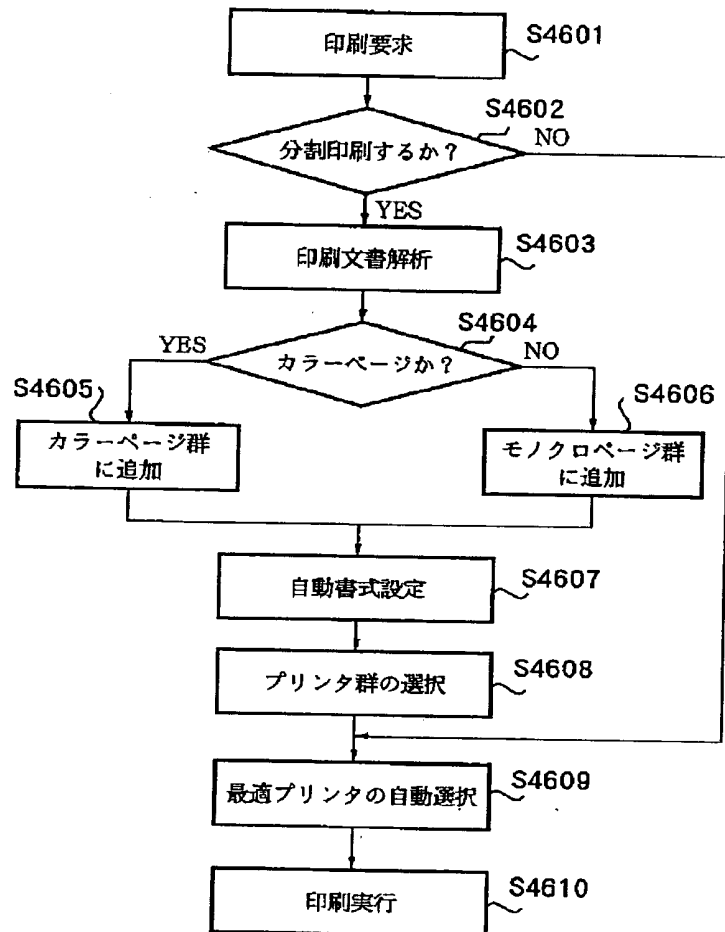 印刷要求
S4601
S4602
分割印刷するか？
NO
YES
印刷文書解析
S4603
S4604
YES
カラーページか？
NO
S4605
S4606
カラーページ群
に追加
モノクロページ群
に追加
自動書式設定
S4607
プリンタ群の選択
S4608
最適プリンタの自動選択
S4609
印刷実行
S4610